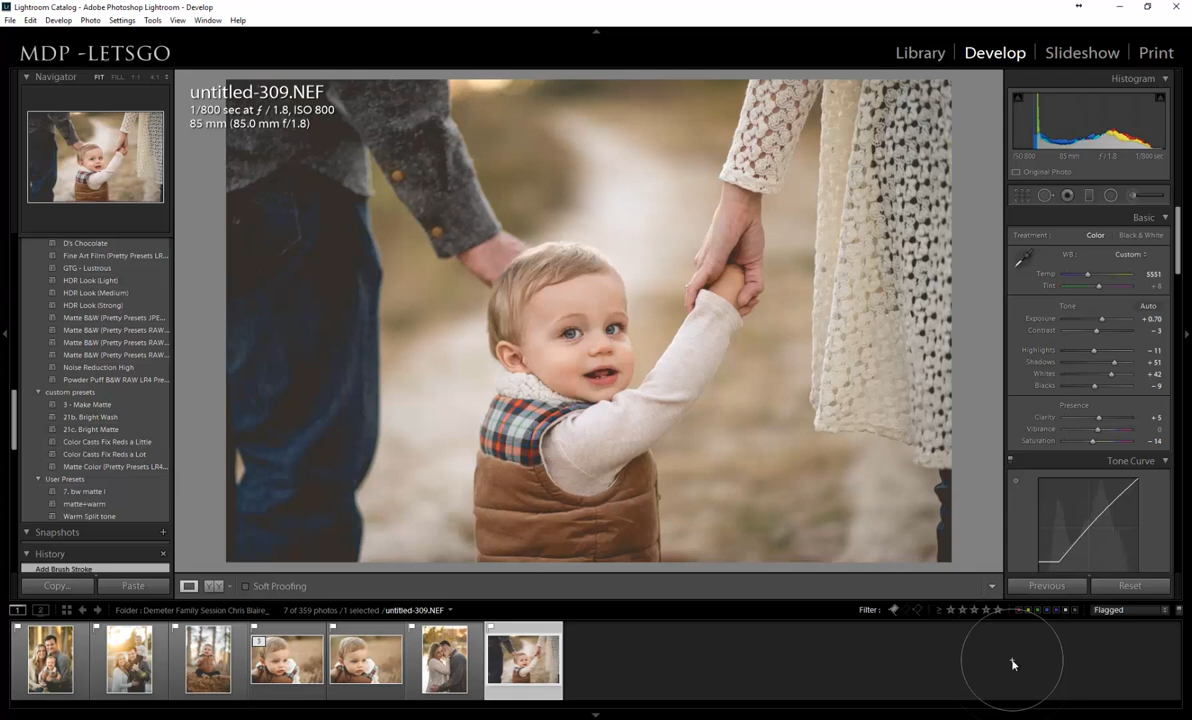 Lightroom Catalog - Adobe Photoshop Lightroom - Develop
File Edit Develop Photo Settings Tools View Window Help
MDP -LETSGO
Library Develop Slideshow Print
Navigator FIT FILL 1:1 4:1
untitled-309.NEF
1/800 sec at ƒ / 1.8, ISO 800
85 mm (85.0 mm f/1.8)
D's Chocolate
Fine Art Film (Pretty Presets LR...
GTG - Lustrous
HDR Look (Light)
HDR Look (Medium)
HDR Look (Strong)
Matte B&W (Pretty Presets JPE...
Matte B&W (Pretty Presets RAW...
Matte B&W (Pretty Presets RAW...
Matte B&W (Pretty Presets RAW...
Noise Reduction High
Powder Puff B&W RAW LR4 Pre...
custom presets
3 - Make Matte
21b. Bright Wash
21c. Bright Matte
Color Casts Fix Reds a Little
Color Casts Fix Reds a Lot
Matte Color (Pretty Presets LR4...
User Presets
7. bw matte I
matte+warm
Warm Split tone
Snapshots
History
Add Brush Stroke
Copy... Paste
Soft Proofing
Histogram
ISO 800 85 mm ƒ / 1.8 1/800 sec
Original Photo
Basic
Treatment : Color Black & White
WB : Custom
Temp 5551
Tint + 8
Tone Auto
Exposure + 0.70
Contrast - 3
Highlights - 11
Shadows + 51
Whites + 42
Blacks - 9
Presence
Clarity + 5
Vibrance 0
Saturation - 14
Tone Curve
Previous Reset
1 2 Folder : Demeter Family Session Chris Blaire_ 7 of 359 photos /1 selected /untitled-309.NEF Filter : ≥ Flagged
3